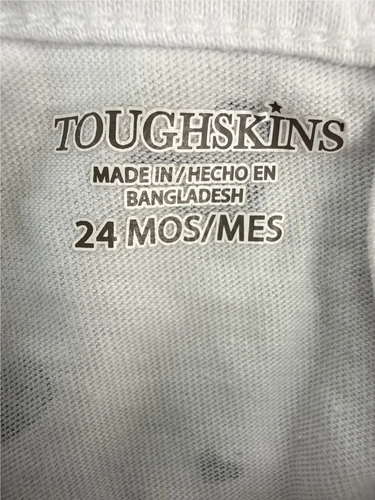 TOUGHSKINS
MADE IN/HECHO EN
BANGLADESH
24 MOS/MES